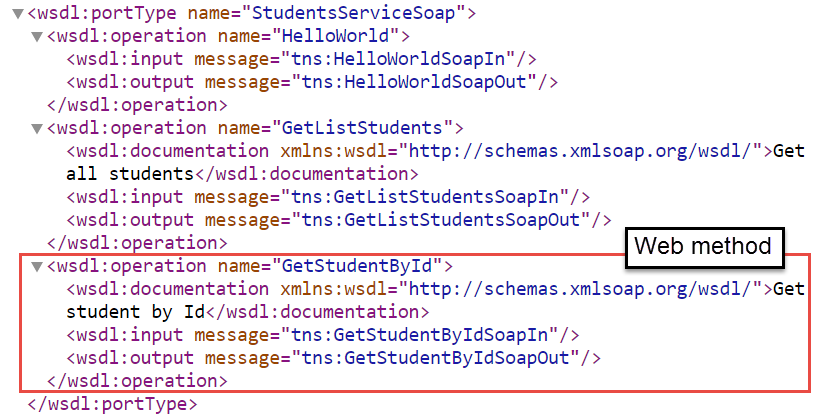 ▼<wsdl:portType name="StudentsServiceSoap">
▼<wsdl:operation name="HelloWorld">
<wsdl:input message="tns:HelloWorldSoapIn"/>
<wsdl:output message="tns:HelloWorldSoapOut"/>
</wsdl:operation>
▼<wsdl:operation name="GetListStudents">
<wsdl:documentation xmlns:wsdl="http://schemas.xmlsoap.org/wsdl/">Get
all students</wsdl:documentation>
<wsdl:input message="tns:GetListStudentsSoapIn"/>
<wsdl:output message="tns:GetListStudentsSoapOut"/>
</wsdl:operation>
Web method
▼<wsdl:operation name="GetStudentById">
<wsdl:documentation xmlns:wsdl="http://schemas.xmlsoap.org/wsdl/">Get
student by Id</wsdl:documentation>
<wsdl:input message="tns:GetStudentByIdSoapIn"/>
<wsdl:output message="tns:GetStudentByIdSoapOut"/>
</wsdl:operation>
</wsdl:portType>